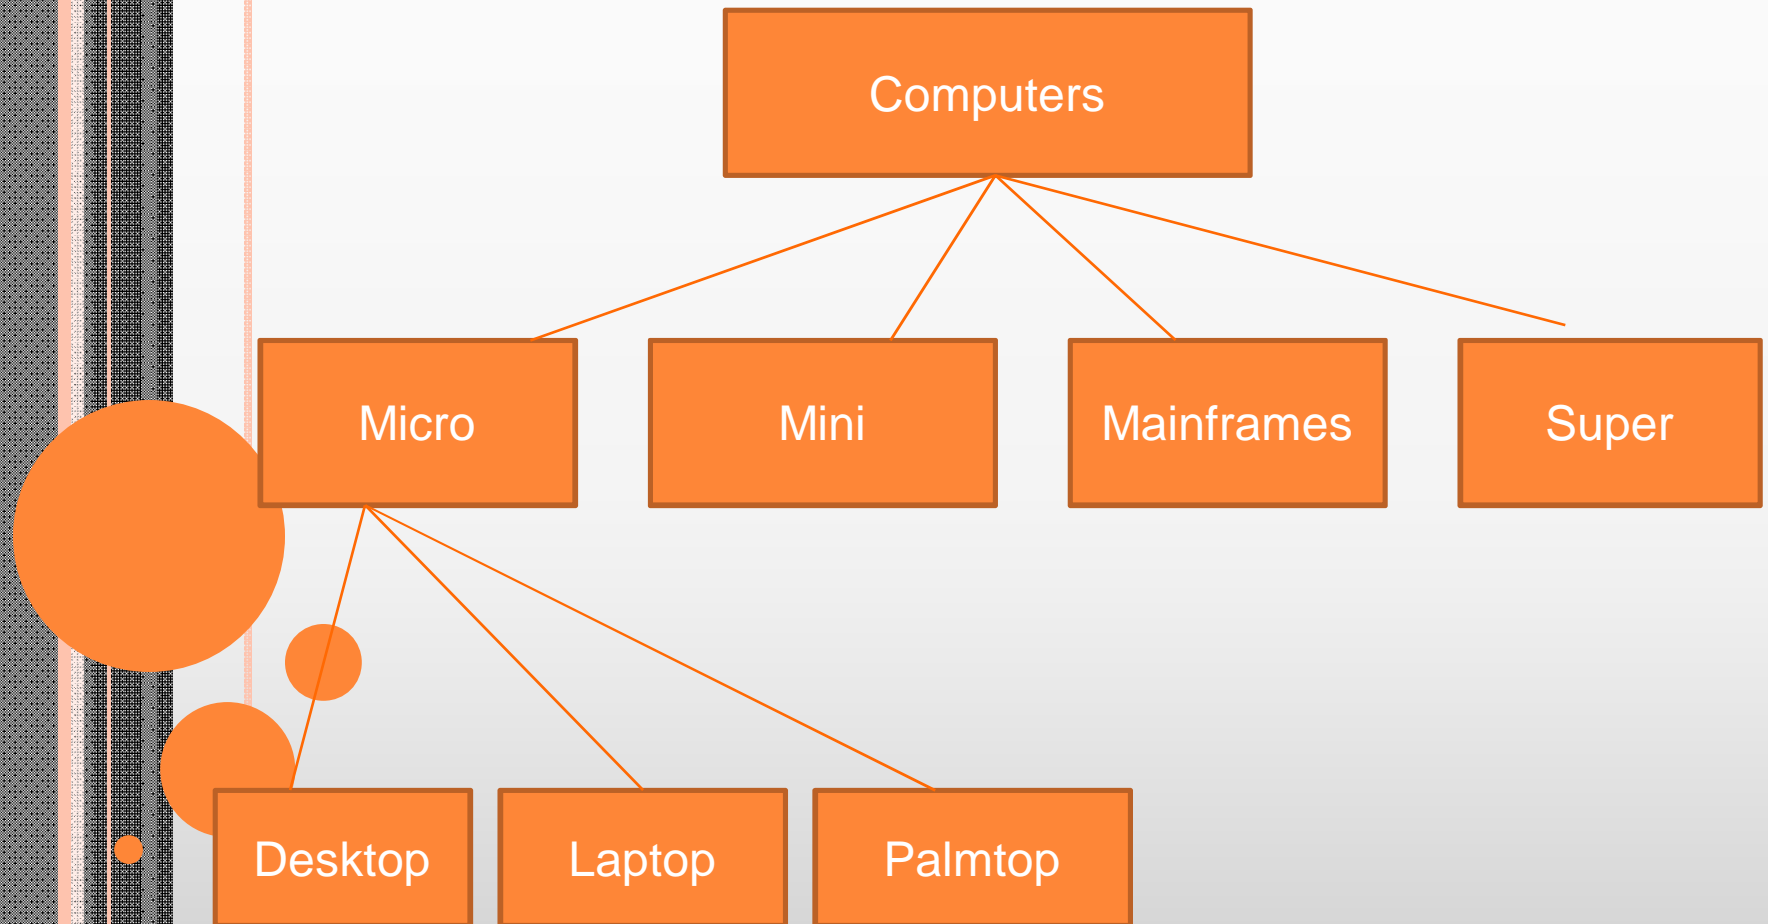 Computers
Micro
Mini
Mainframes
Super
Desktop
Laptop
Palmtop